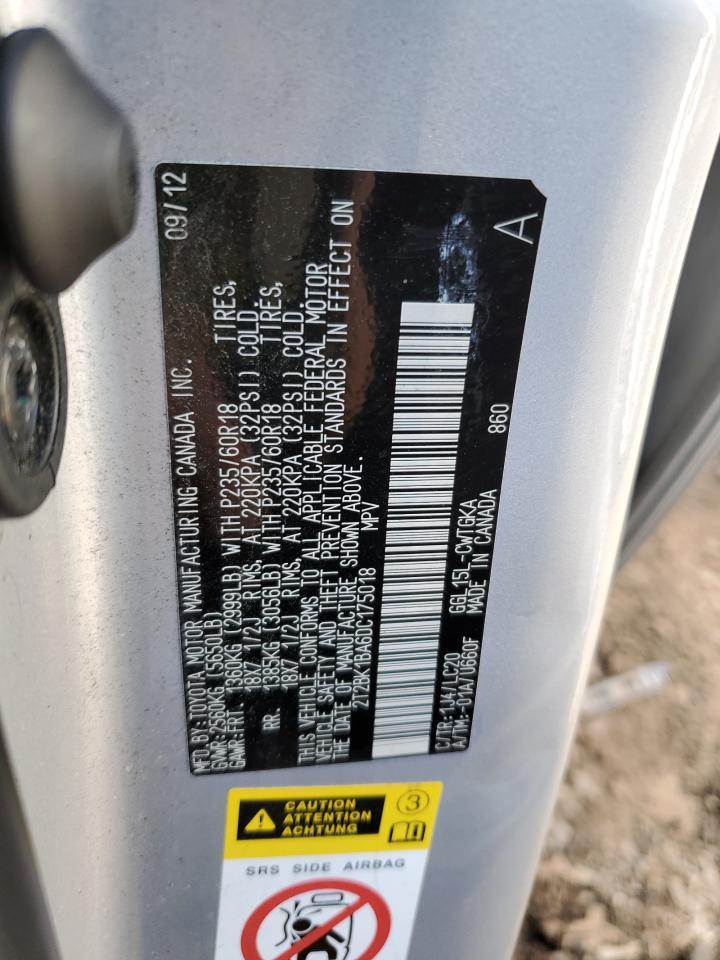 MFD. BY: TOYOTA MOTOR MANUFACTURING CANADA INC. 09/12
GVWR: 2560KG (5650LB)
GAWR: FRT. 1360KG (2999LB) WITH P235/60R18 TIRES,
18X7 1/2J RIMS, AT 220KPA (32PSI) COLD.
RR. 1385KG (3056LB) WITH P235/60R18 TIRES,
18X7 1/2J RIMS, AT 220KPA (32PSI) COLD.
THIS VEHICLE CONFORMS TO ALL APPLICABLE FEDERAL MOTOR
VEHICLE SAFETY AND THEFT PREVENTION STANDARDS IN EFFECT ON
THE DATE OF MANUFACTURE SHOWN ABOVE.
2T2BK1BA6DC175018 MPV
C/TR: 1J4/LC20 GGL15L-CWTGKA
A/TM: -01A/U660F MADE IN CANADA 860
A
CAUTION
ATTENTION
ACHTUNG
3
SRS SIDE AIRBAG